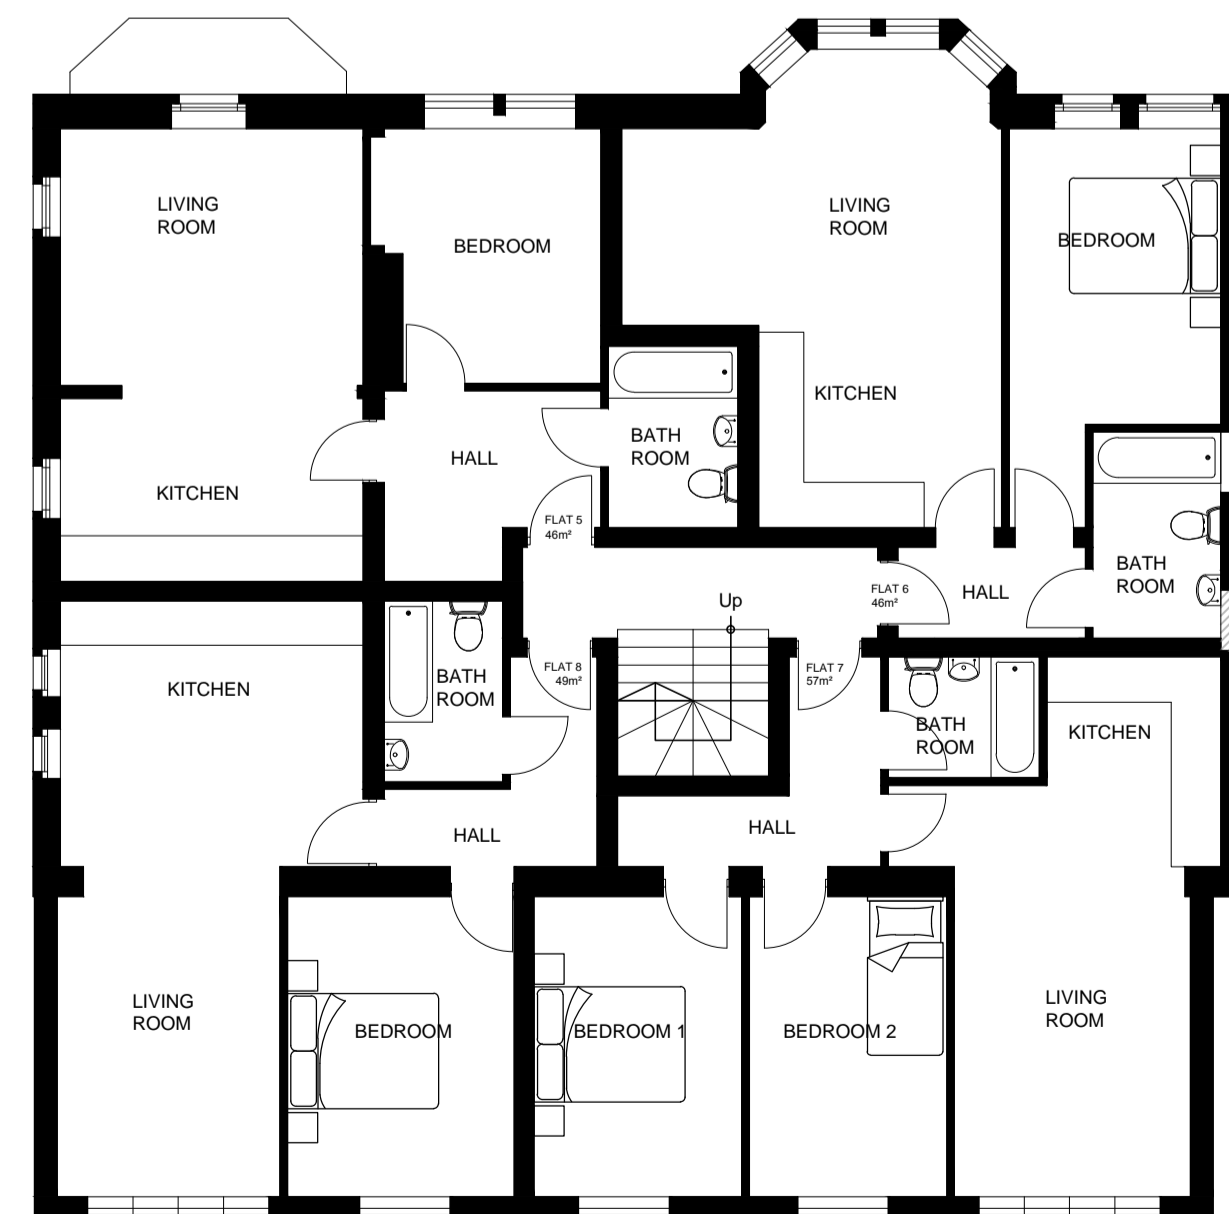 LIVING
ROOM
BEDROOM
LIVING
ROOM
BEDROOM
KITCHEN
HALL
BATH
ROOM
KITCHEN
FLAT 5
46m²
BATH
ROOM
FLAT 6
46m²
HALL
Up
KITCHEN
BATH
ROOM
FLAT 8
49m²
FLAT 7
57m²
BATH
ROOM
KITCHEN
HALL
HALL
LIVING
ROOM
BEDROOM
BEDROOM 1
BEDROOM 2
LIVING
ROOM